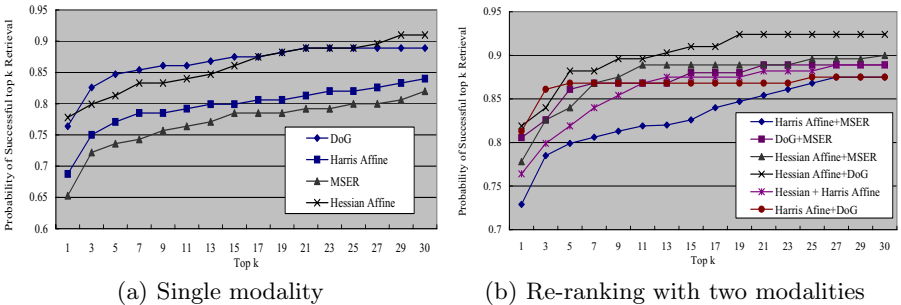 (a)
Probability of Successful top k Retrieval
0.95
0.9
0.85
0.8
0.75
0.7
0.65
0.6
DoG
Harris Affine
MSER
Hessian Affine
1 3 5 7 9 11 13 15 17 19 21 23 25 27 29 30
Top k
(a) Single modality
(b)
Probability of Successful top k Retrieval
0.95
0.9
0.85
0.8
0.75
0.7
Harris Affine+MSER
DoG+MSER
Hessian Affine+MSER
Hessian Affine+DoG
Hessian + Harris Affine
Harris Afine+DoG
1 3 5 7 9 11 13 15 17 19 21 23 25 27 29 30
Top k
(b) Re-ranking with two modalities